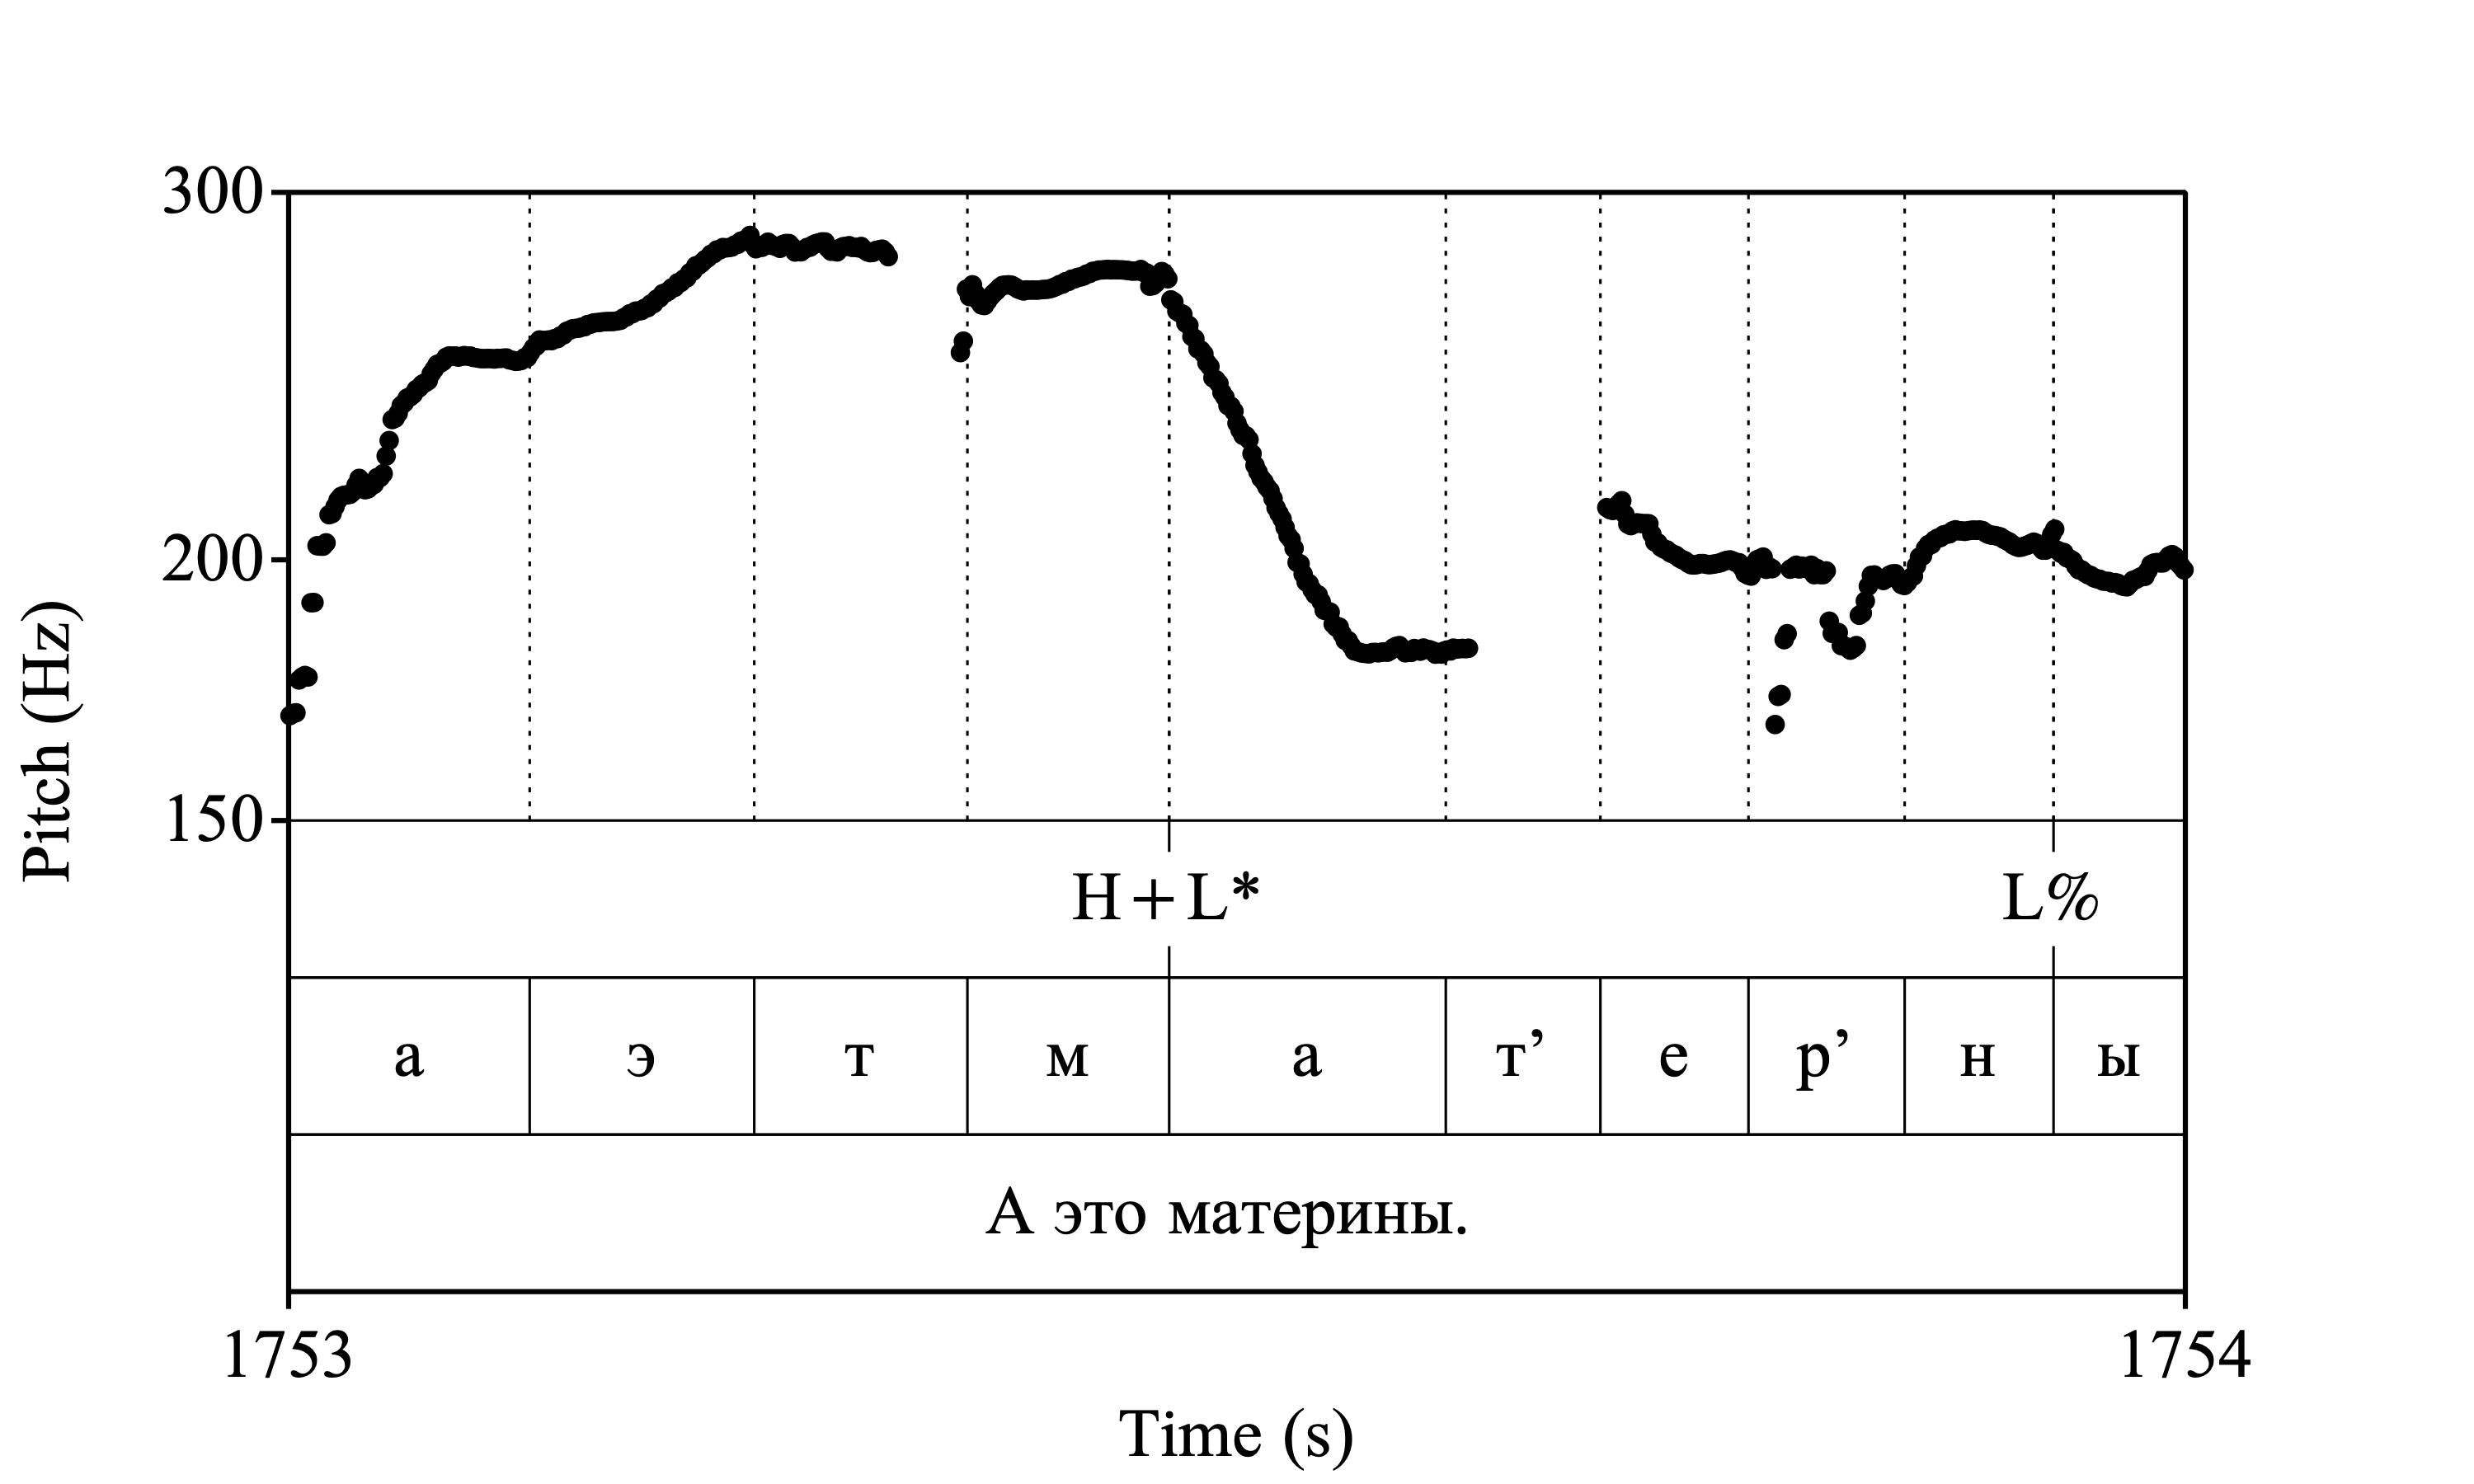 300
200
150
Pitch (Hz)
H+L* L%
а э т м а т’ е р’ н ы
А это материны.
1753 1754
Time (s)